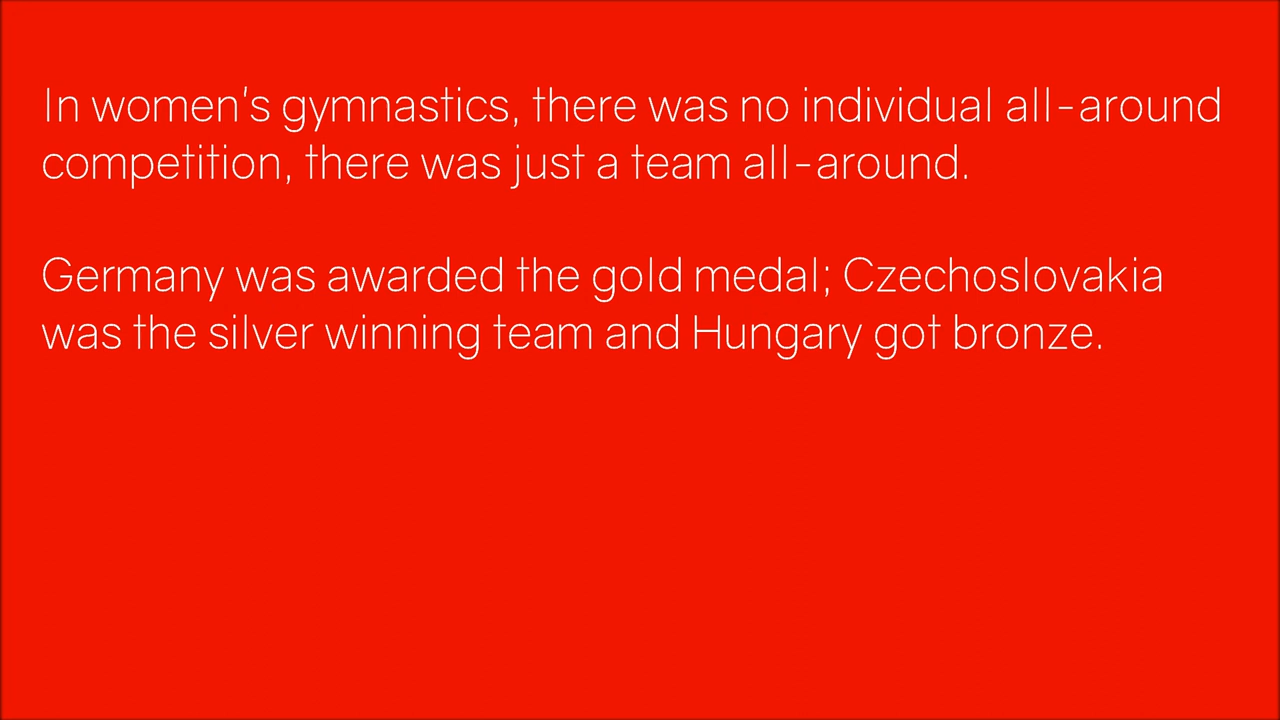 In women's gymnastics, there was no individual all-around
competition, there was just a team all-around.
Germany was awarded the gold medal; Czechoslovakia
was the silver winning team and Hungary got bronze.